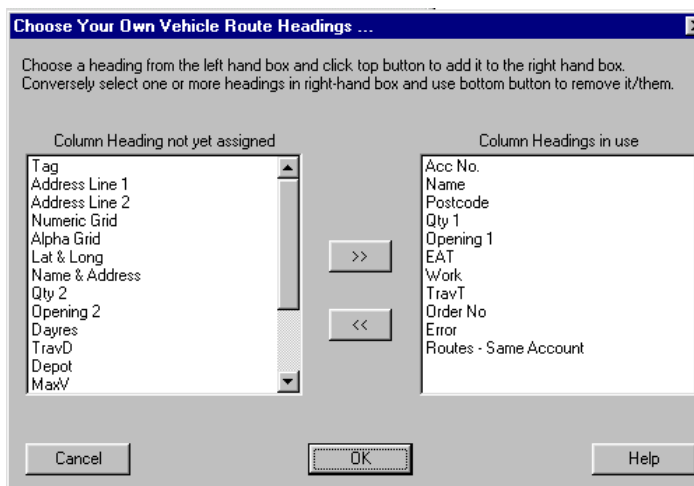 Choose Your Own Vehicle Route Headings ...
Choose a heading from the left hand box and click top button to add it to the right hand box.
Conversely select one or more headings in right-hand box and use bottom button to remove it/them.
Column Heading not yet assigned
Tag
Address Line 1
Address Line 2
Numeric Grid
Alpha Grid
Lat & Long
Name & Address
Qty 2
Opening 2
Dayres
TravD
Depot
MaxV
>>
<<
Column Headings in use
Acc No.
Name
Postcode
Qty 1
Opening 1
EAT
Work
TravT
Order No
Error
Routes - Same Account
Cancel
OK
Help